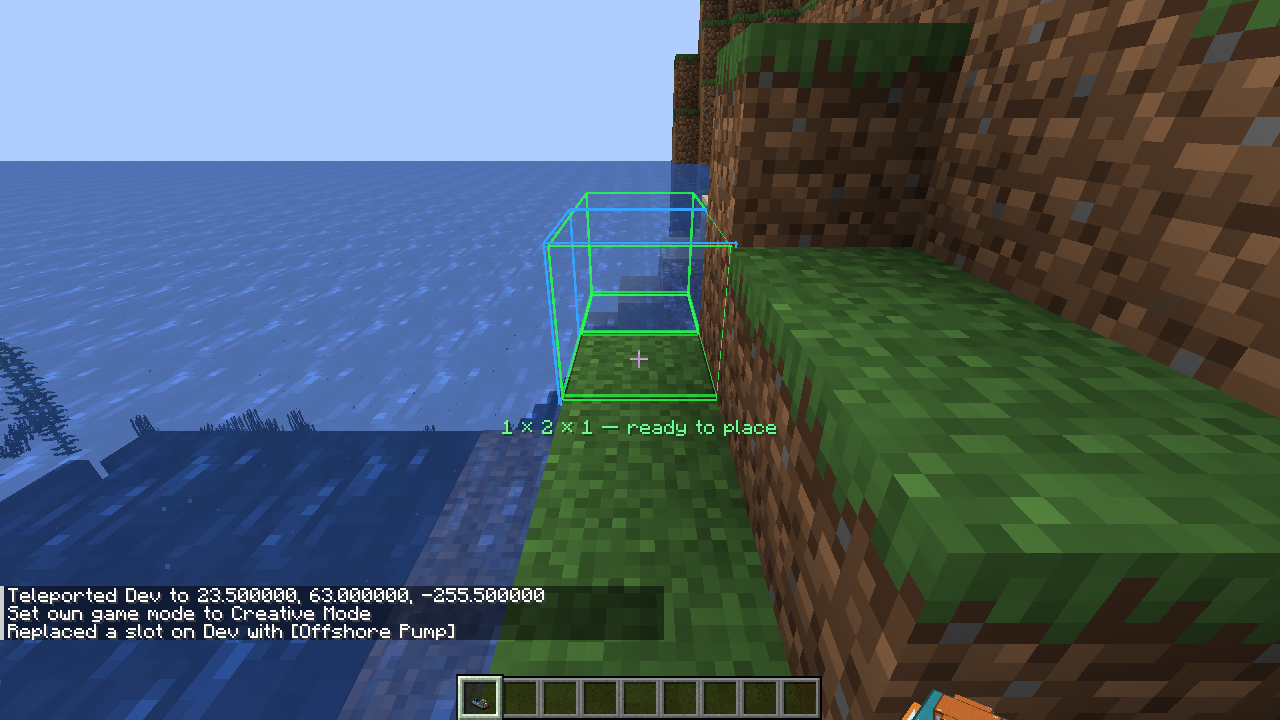 1 × 2 × 1 — ready to place
Teleported Dev to 23.500000, 63.000000, -255.500000
Set own game mode to Creative Mode
Replaced a slot on Dev with [Offshore Pump]